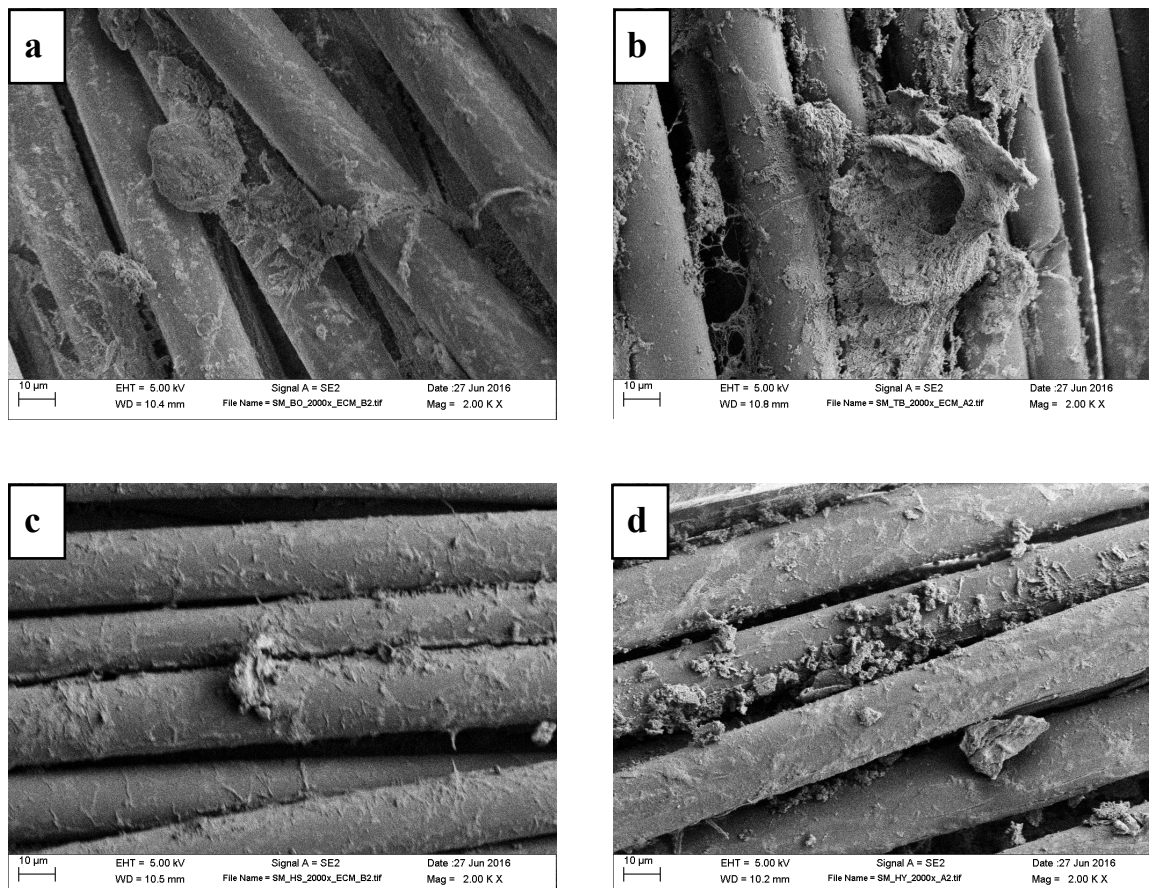 a
10 µm EHT = 5.00 kV Signal A = SE2 Date :27 Jun 2016
WD = 10.4 mm File Name = SM_BO_2000x_ECM_B2.tif Mag = 2.00 K X
b
10 µm EHT = 5.00 kV Signal A = SE2 Date :27 Jun 2016
WD = 10.8 mm File Name = SM_TB_2000x_ECM_A2.tif Mag = 2.00 K X
c
10 µm EHT = 5.00 kV Signal A = SE2 Date :27 Jun 2016
WD = 10.5 mm File Name = SM_HS_2000x_ECM_B2.tif Mag = 2.00 K X
d
10 µm EHT = 5.00 kV Signal A = SE2 Date :27 Jun 2016
WD = 10.2 mm File Name = SM_HY_2000x_A2.tif Mag = 2.00 K X